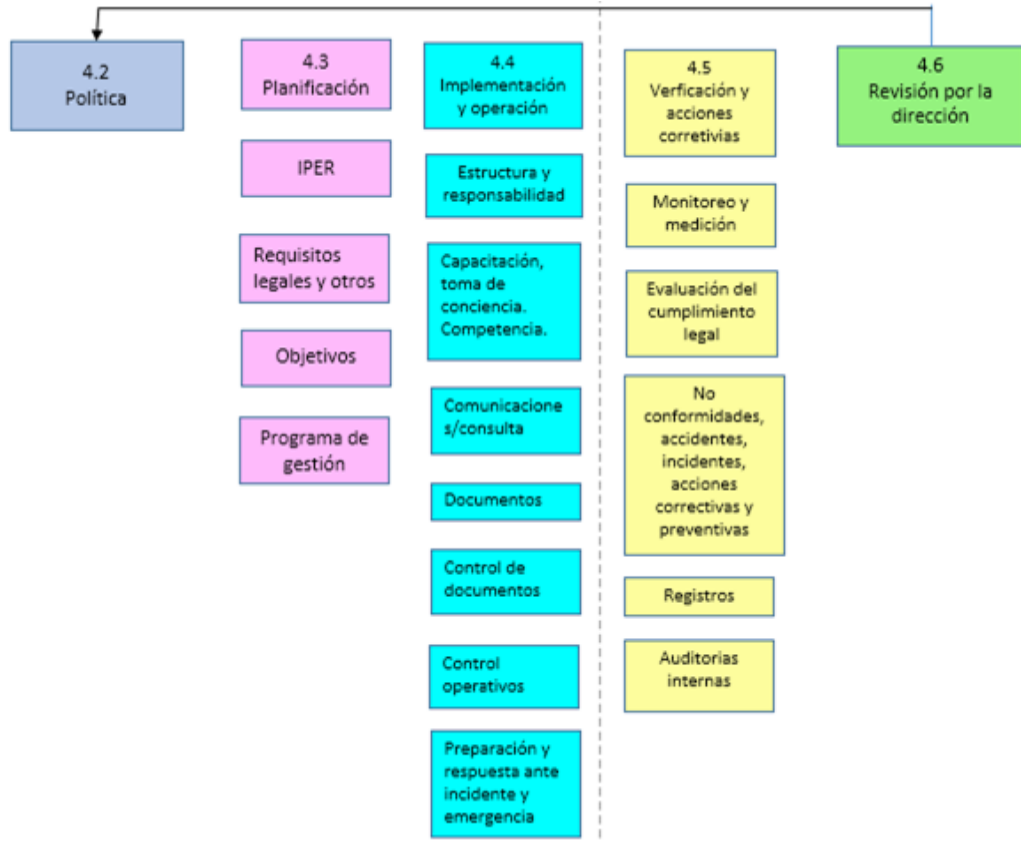 4.2
Política
4.3
Planificación
IPER
Requisitos
legales y otros
Objetivos
Programa de
gestión
4.4
Implementación
y operación
Estructura y
responsabilidad
Capacitación,
toma de
conciencia.
Competencia.
Comunicacione
s/consulta
Documentos
Control de
documentos
Control
operativos
Preparación y
respuesta ante
incidente y
emergencia
4.5
Verficación y
acciones
corretivias
Monitoreo y
medición
Evaluación del
cumplimiento
legal
No
conformidades,
accidentes,
incidentes,
acciones
correctivas y
preventivas
Registros
Auditorias
internas
4.6
Revisión por la
dirección